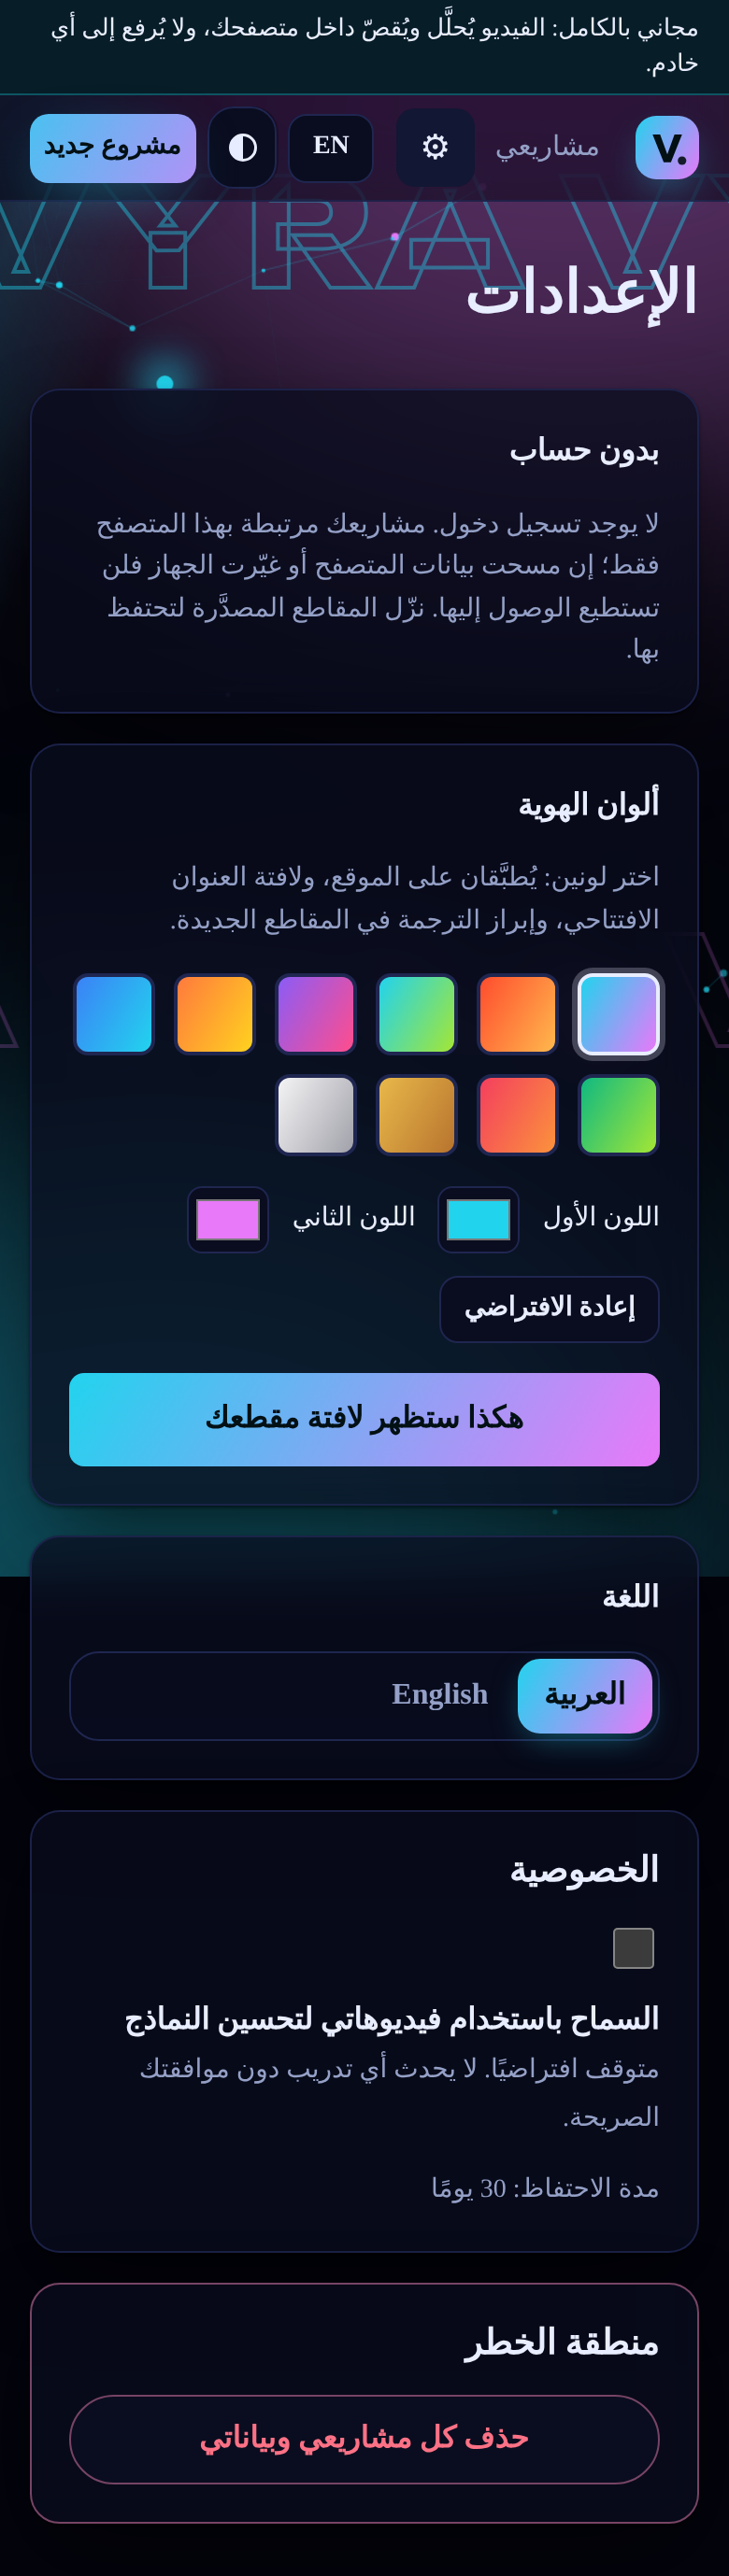 مجاني بالكامل: الفيديو يُحلَّل ويُقصّ داخل متصفحك، ولا يُرفع إلى أي
خادم.
V.
مشاريعي
EN
مشروع جديد
VYRA V
الإعدادات
بدون حساب
لا يوجد تسجيل دخول. مشاريعك مرتبطة بهذا المتصفح
فقط؛ إن مسحت بيانات المتصفح أو غيّرت الجهاز فلن
تستطيع الوصول إليها. نزّل المقاطع المصدَّرة لتحتفظ
بها.
ألوان الهوية
اختر لونين: يُطبَّقان على الموقع، ولافتة العنوان
الافتتاحي، وإبراز الترجمة في المقاطع الجديدة.
اللون الأول
اللون الثاني
إعادة الافتراضي
هكذا ستظهر لافتة مقطعك
اللغة
العربية
English
الخصوصية
السماح باستخدام فيديوهاتي لتحسين النماذج
متوقف افتراضيًا. لا يحدث أي تدريب دون موافقتك
الصريحة.
مدة الاحتفاظ: 30 يومًا
منطقة الخطر
حذف كل مشاريعي وبياناتي